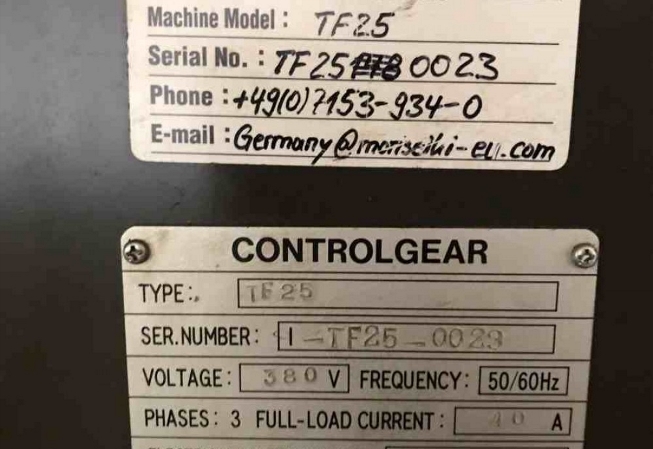 Machine Model : TF25
Serial No. : TF25 0023
Phone : +49(0)7153-934-0
E-mail : Germany@moriseiki-eu.com
CONTROLGEAR
TYPE: TF25
SER.NUMBER: I-TF25-0023
VOLTAGE: 380 V FREQUENCY: 50/60Hz
PHASES: 3 FULL-LOAD CURRENT: 40 A